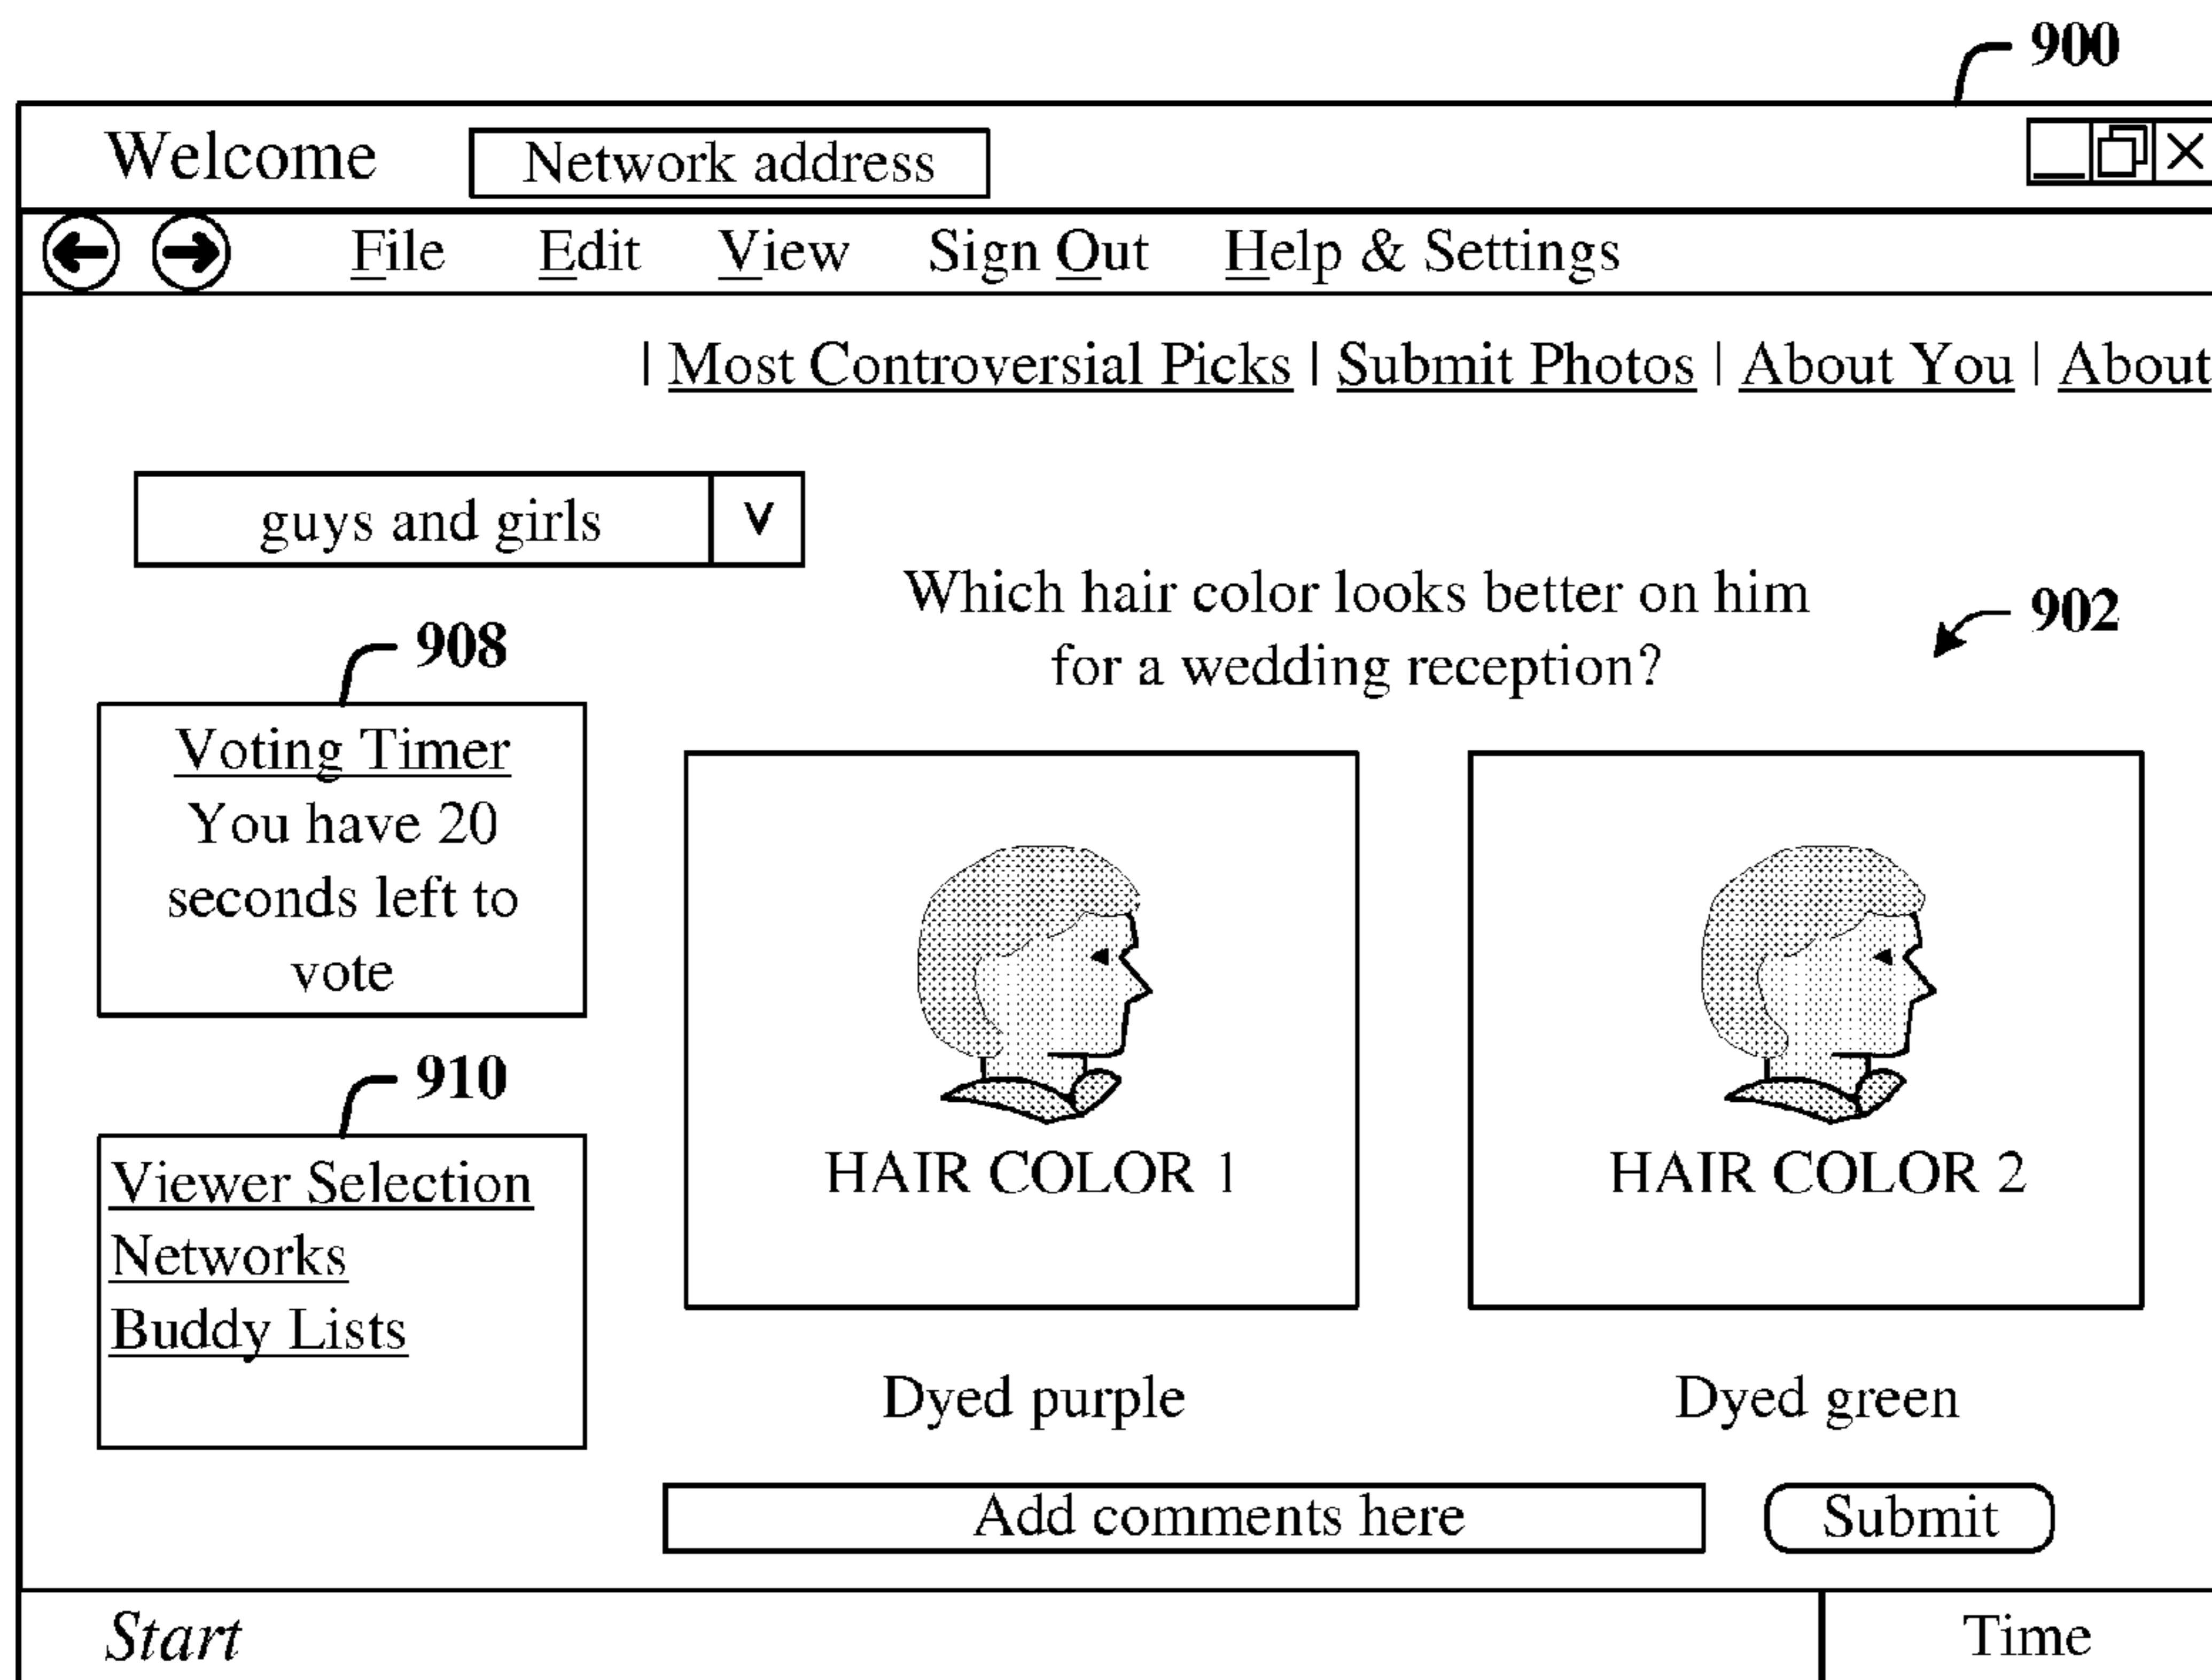 900
Welcome
Network address
File Edit View Sign Out Help & Settings
| Most Controversial Picks | Submit Photos | About You | About
guys and girls v
Which hair color looks better on him
for a wedding reception?
902
908
Voting Timer
You have 20
seconds left to
vote
910
Viewer Selection
Networks
Buddy Lists
HAIR COLOR 1
HAIR COLOR 2
Dyed purple
Dyed green
Add comments here
Submit
Start
Time